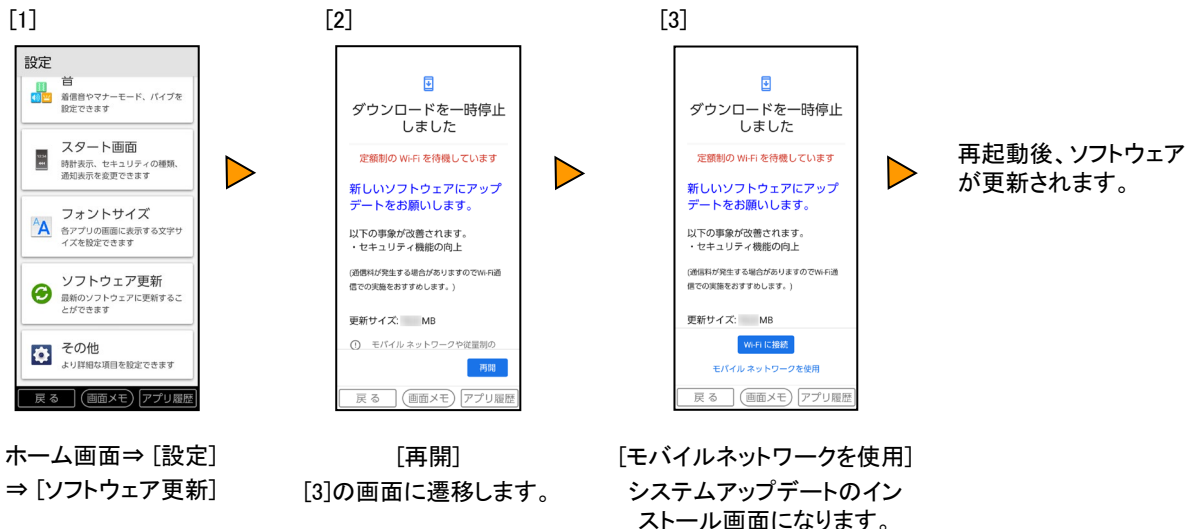 [1]
設定
音
着信音やマナーモード、バイブを
設定できます
スタート画面
時計表示、セキュリティの種類、
通知表示を変更できます
フォントサイズ
各アプリの画面に表示する文字サ
イズを設定できます
ソフトウェア更新
最新のソフトウェアに更新するこ
とができます
その他
より詳細な項目を設定できます
戻る 画面メモ アプリ履歴
ホーム画面⇒ [設定]
⇒ [ソフトウェア更新]
[2]
ダウンロードを一時停止
しました
定額制の Wi-Fi を待機しています
新しいソフトウェアにアップ
デートをお願いします。
以下の事象が改善されます。
・セキュリティ機能の向上
(通信料が発生する場合がありますのでWi-Fi通
信での実施をおすすめします。)
更新サイズ: MB
モバイル ネットワークや従量制の
再開
戻る 画面メモ アプリ履歴
[再開]
[3]の画面に遷移します。
[3]
ダウンロードを一時停止
しました
定額制の Wi-Fi を待機しています
新しいソフトウェアにアップ
デートをお願いします。
以下の事象が改善されます。
・セキュリティ機能の向上
(通信料が発生する場合がありますのでWi-Fi通
信での実施をおすすめします。)
更新サイズ: MB
Wi-Fi に接続
モバイル ネットワークを使用
戻る 画面メモ アプリ履歴
[モバイルネットワークを使用]
システムアップデートのイン
ストール画面になります。
再起動後、ソフトウェア
が更新されます。